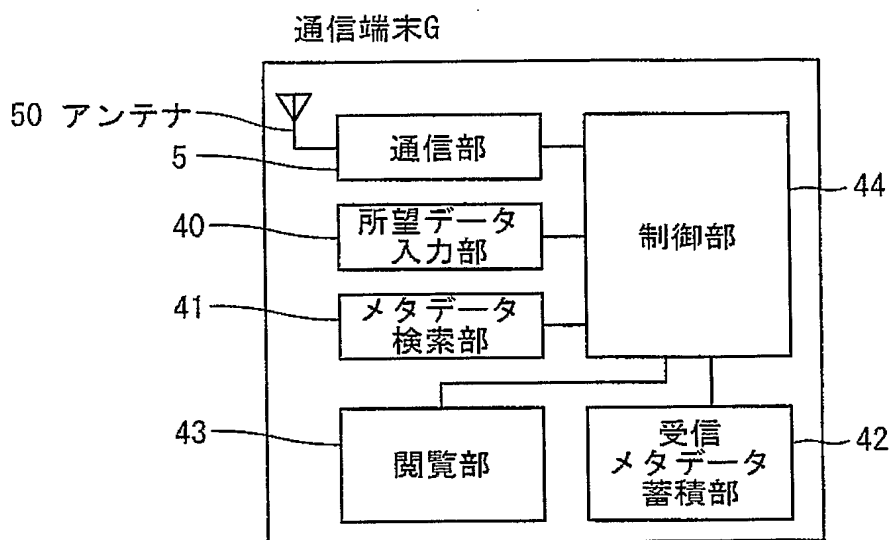 通信端末G
50 アンテナ
5
通信部
44
40
所望データ
入力部
制御部
41
メタデータ
検索部
43
閲覧部
受信
メタデータ
蓄積部
42